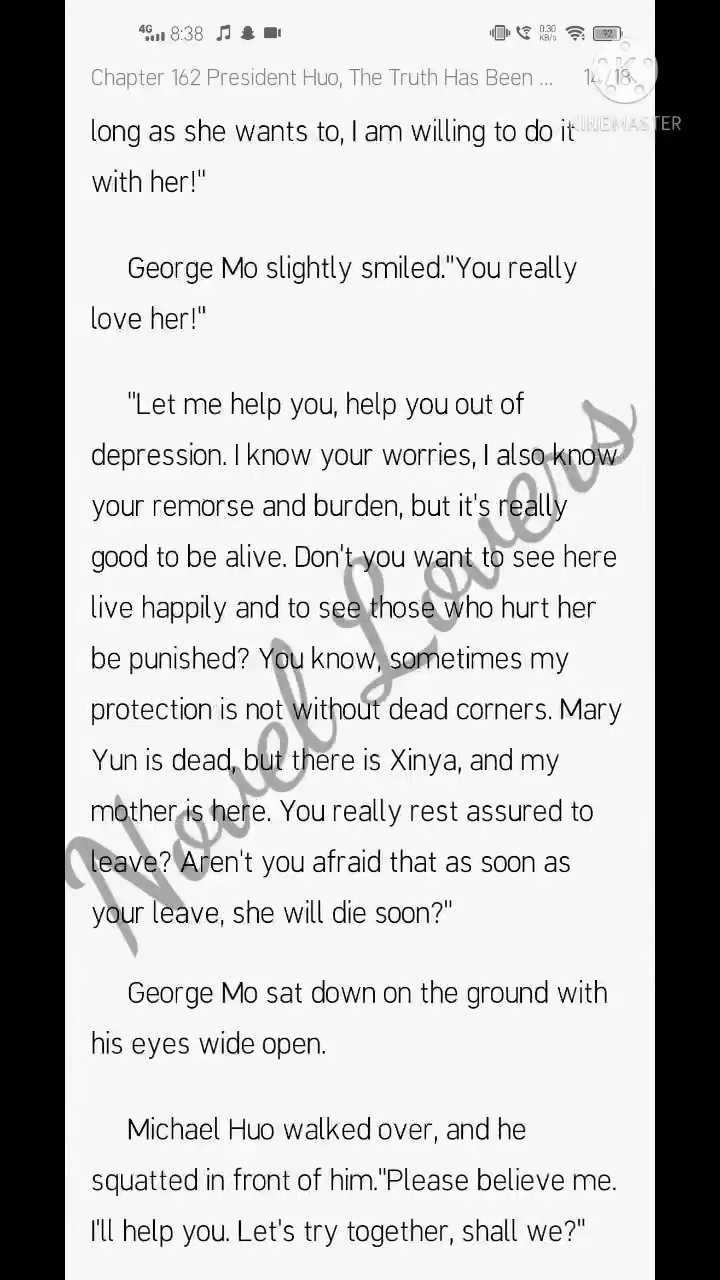 4G 8:38 0.30 KB/s 92
Chapter 162 President Huo, The Truth Has Been ... 14/18
KINEMASTER
long as she wants to, I am willing to do it
with her!"
George Mo slightly smiled."You really
love her!"
"Let me help you, help you out of
depression. I know your worries, I also know
your remorse and burden, but it's really
good to be alive. Don't you want to see here
live happily and to see those who hurt her
be punished? You know, sometimes my
protection is not without dead corners. Mary
Yun is dead, but there is Xinya, and my
mother is here. You really rest assured to
leave? Aren't you afraid that as soon as
your leave, she will die soon?"
George Mo sat down on the ground with
his eyes wide open.
Michael Huo walked over, and he
squatted in front of him."Please believe me.
I'll help you. Let's try together, shall we?"
Novel Lovers